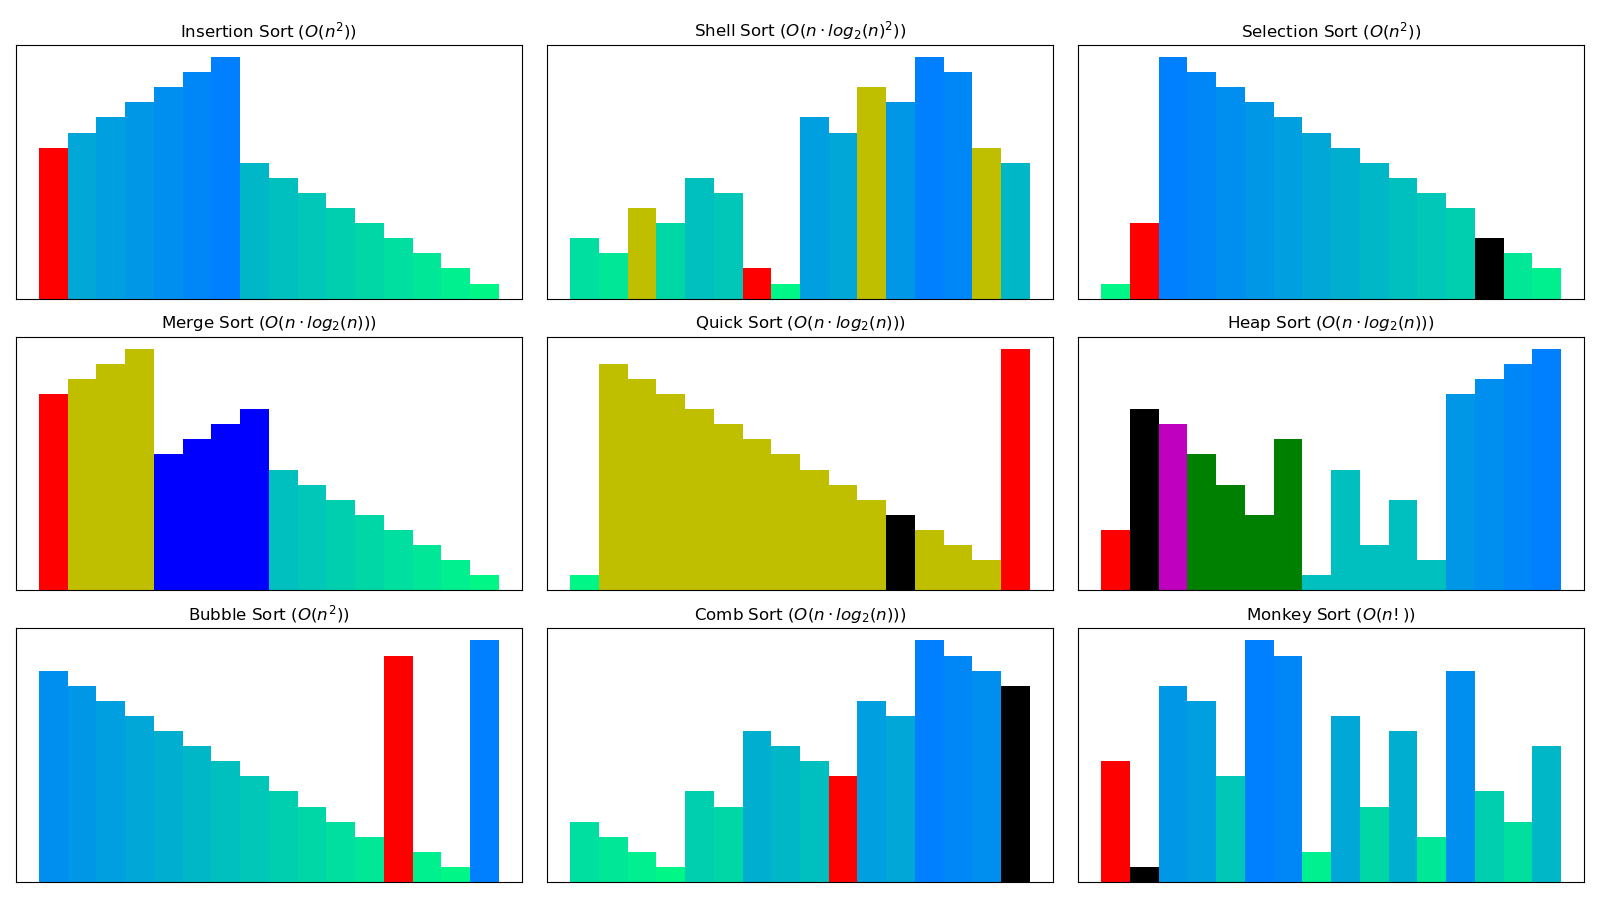 Insertion Sort (O(n²))
Shell Sort (O(n · log₂(n)²))
Selection Sort (O(n²))
Merge Sort (O(n · log₂(n)))
Quick Sort (O(n · log₂(n)))
Heap Sort (O(n · log₂(n)))
Bubble Sort (O(n²))
Comb Sort (O(n · log₂(n)))
Monkey Sort (O(n!))